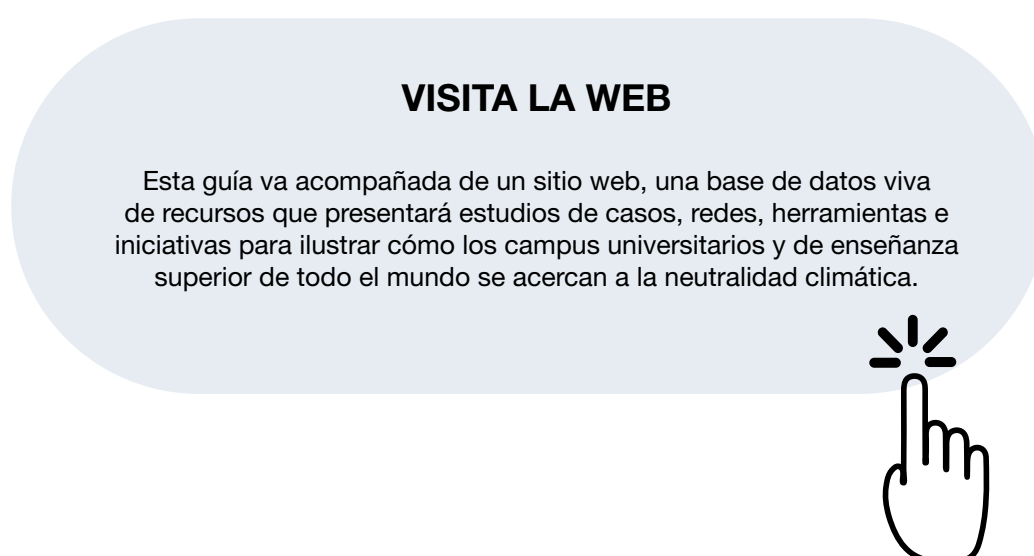 VISITA LA WEB
Esta guía va acompañada de un sitio web, una base de datos viva
de recursos que presentará estudios de casos, redes, herramientas e
iniciativas para ilustrar cómo los campus universitarios y de enseñanza
superior de todo el mundo se acercan a la neutralidad climática.